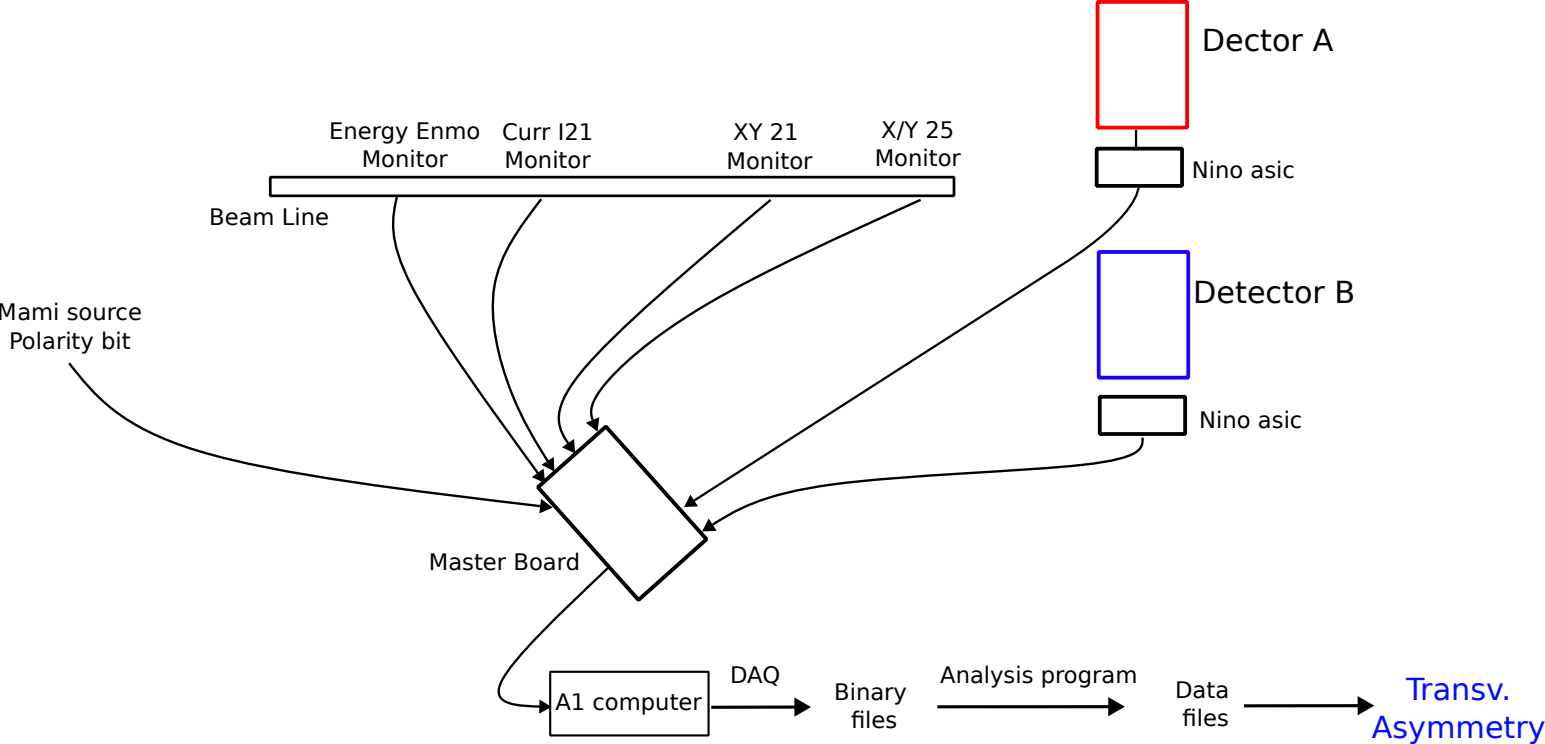 Dector A
Energy Enmo
Monitor
Curr I21
Monitor
XY 21
Monitor
X/Y 25
Monitor
Nino asic
Beam Line
Detector B
Mami source
Polarity bit
Nino asic
Master Board
A1 computer
DAQ
Binary
files
Analysis program
Data
files
Transv.
Asymmetry